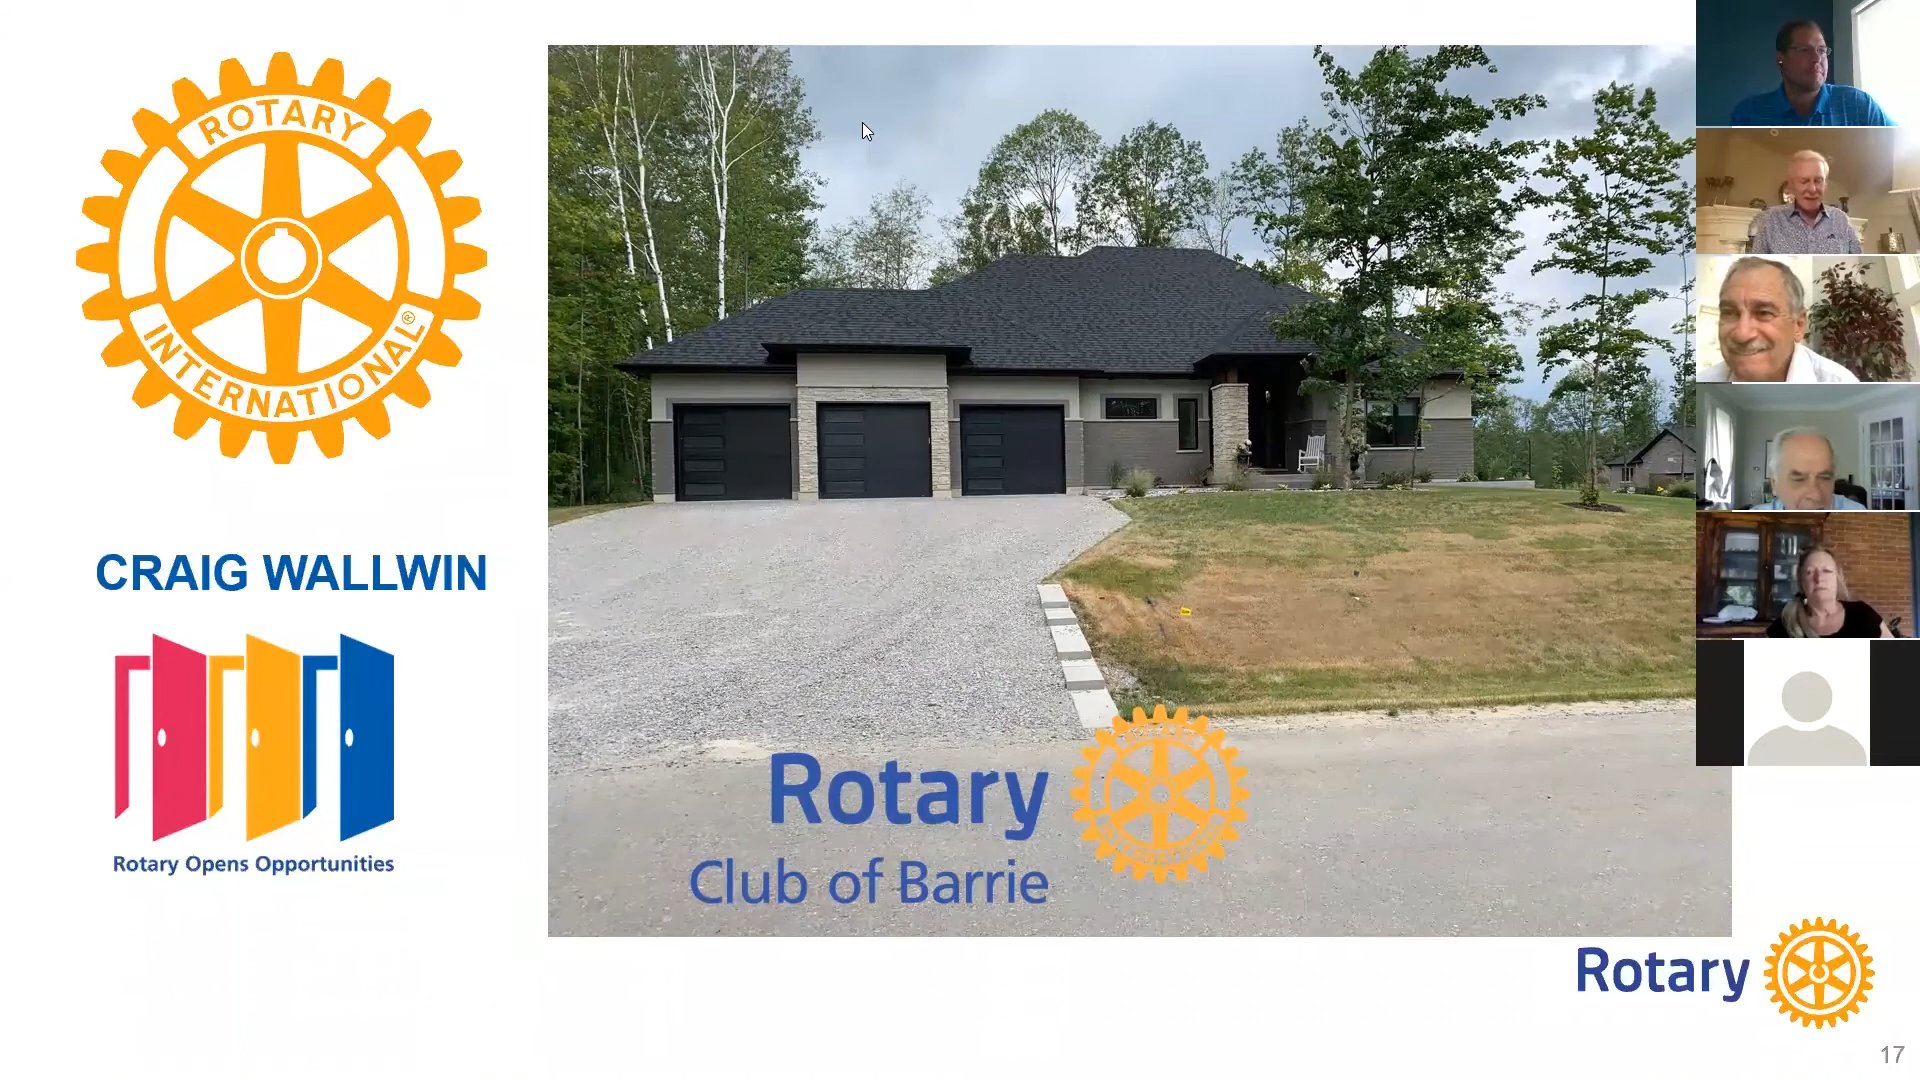 ROTARY
INTERNATIONAL®
CRAIG WALLWIN
Rotary Opens Opportunities
Rotary
Club of Barrie
Rotary
17